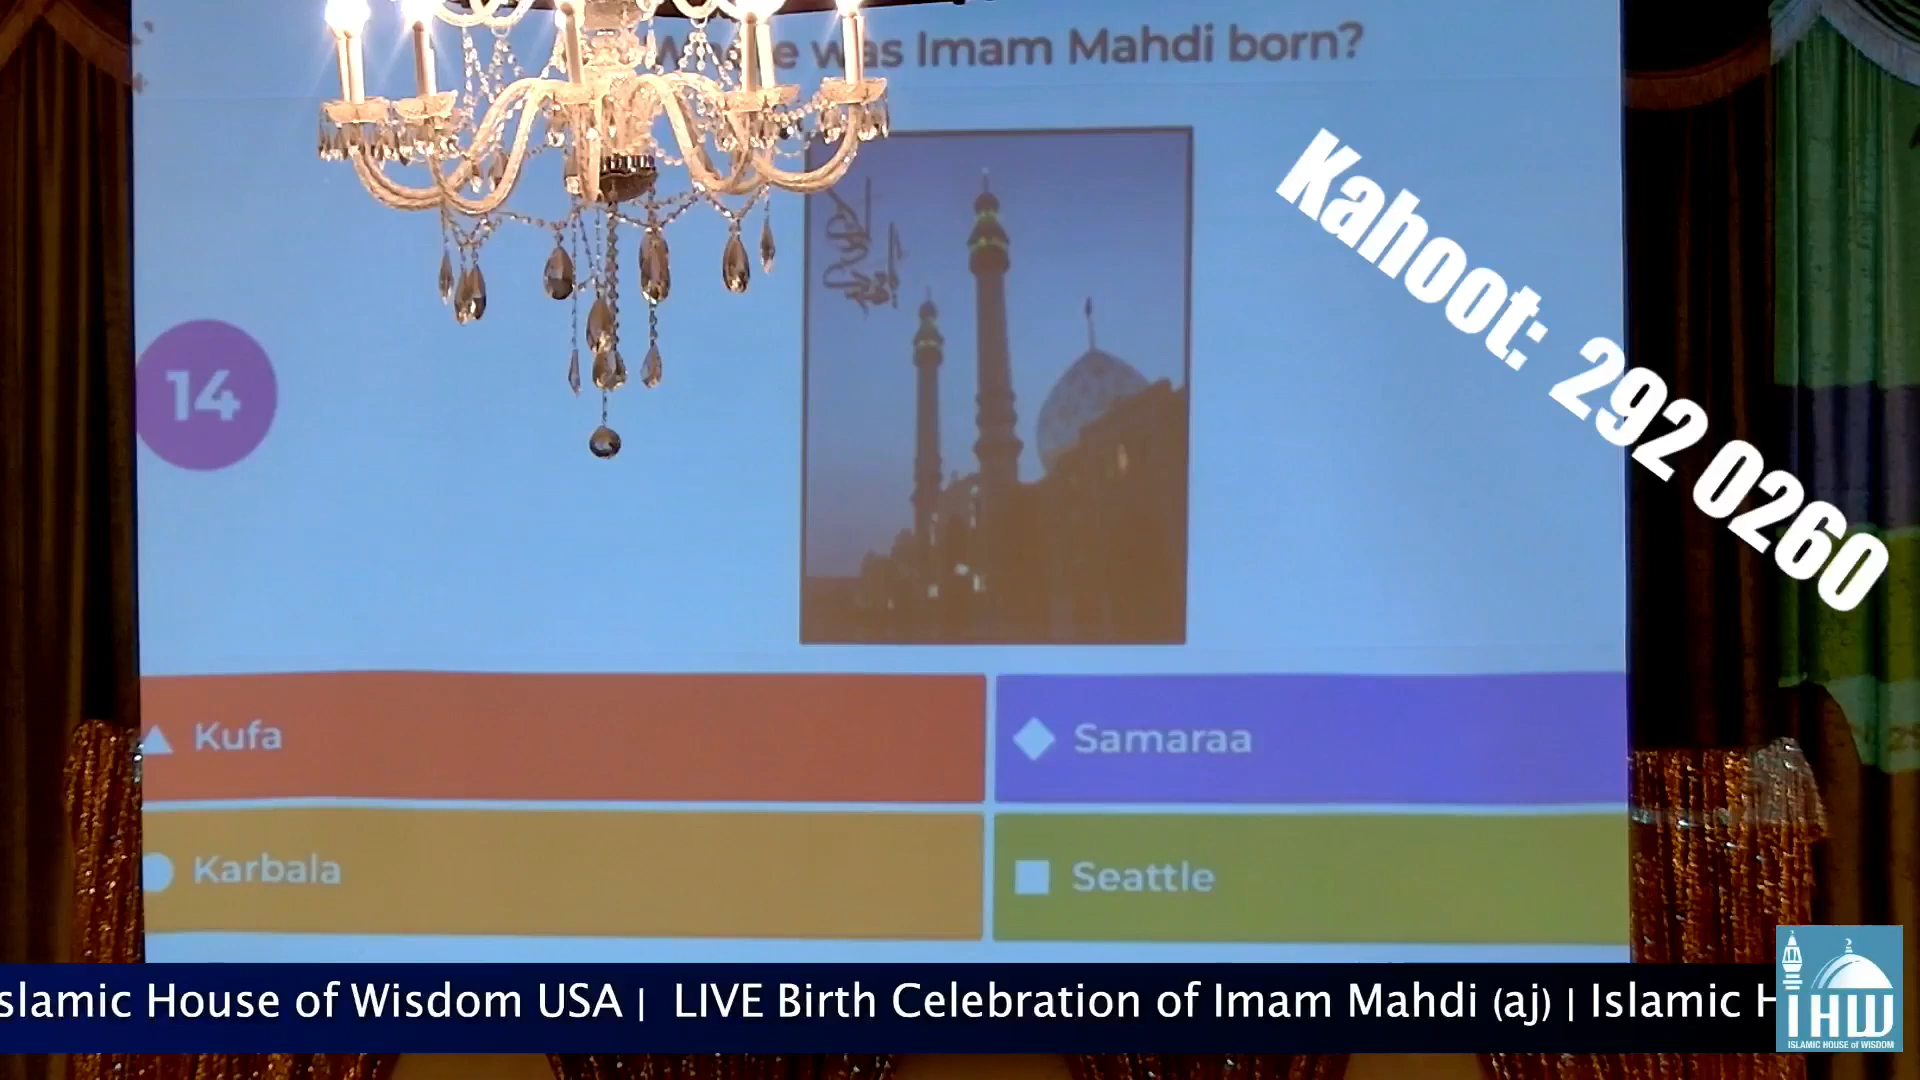 Where was Imam Mahdi born?
Kahoot: 292 0260
14
Kufa
Samaraa
Karbala
Seattle
slamic House of Wisdom USA | LIVE Birth Celebration of Imam Mahdi (aj) | Islamic H
IHW
ISLAMIC HOUSE of WISDOM